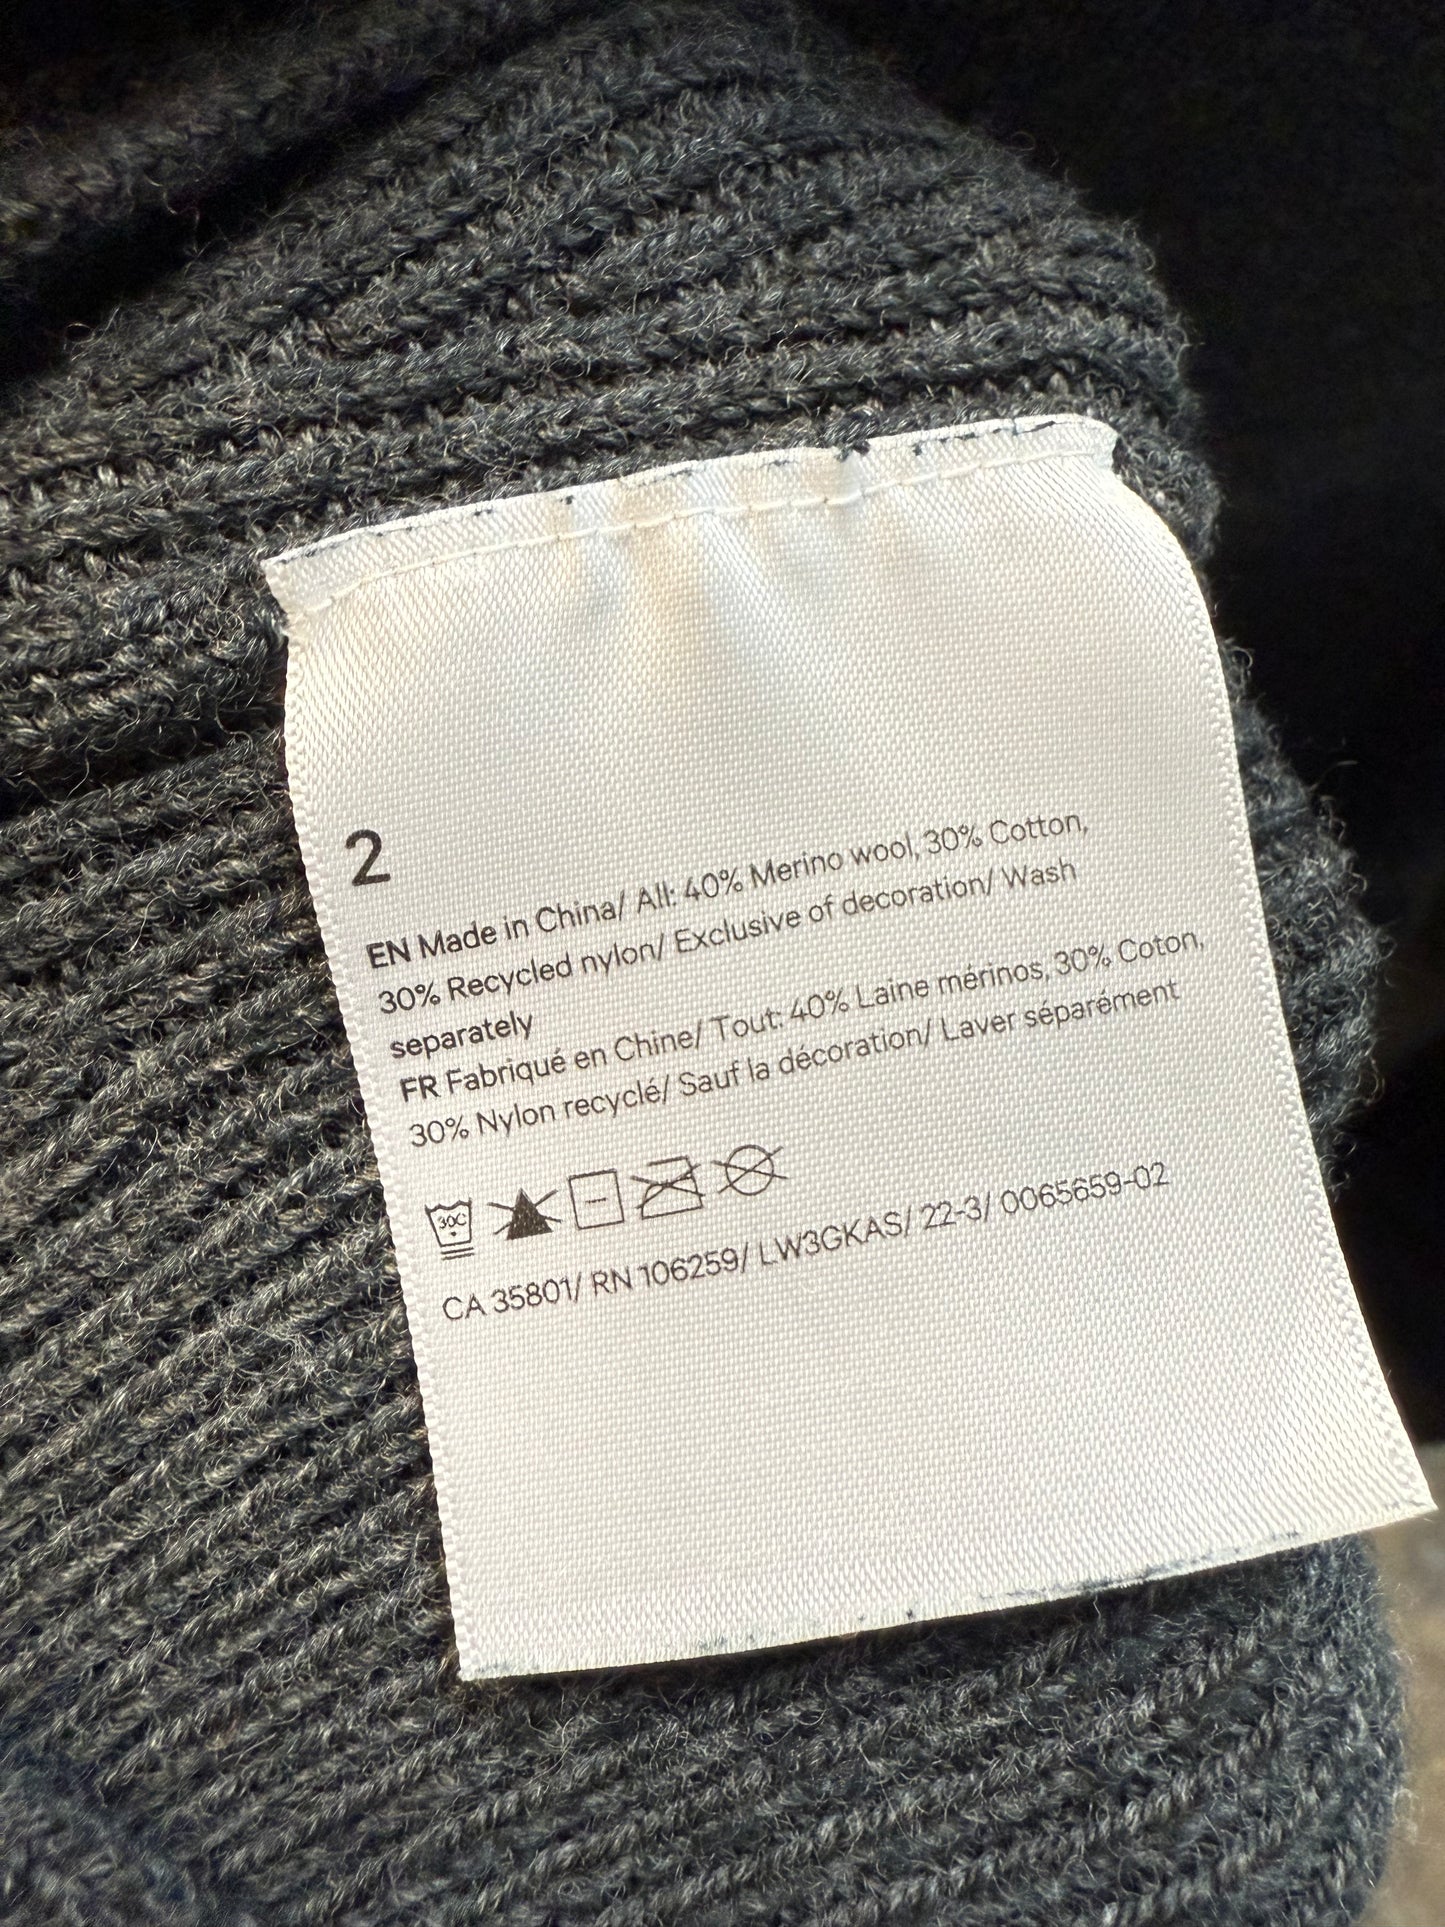 2
EN Made in China/ All: 40% Merino wool, 30% Cotton,
30% Recycled nylon/ Exclusive of decoration/ Wash
separately
FR Fabriqué en Chine/ Tout: 40% Laine mérinos, 30% Coton,
30% Nylon recyclé/ Sauf la décoration/ Laver séparément
30C
CA 35801/ RN 106259/ LW3GKAS/ 22-3/ 0065659-02